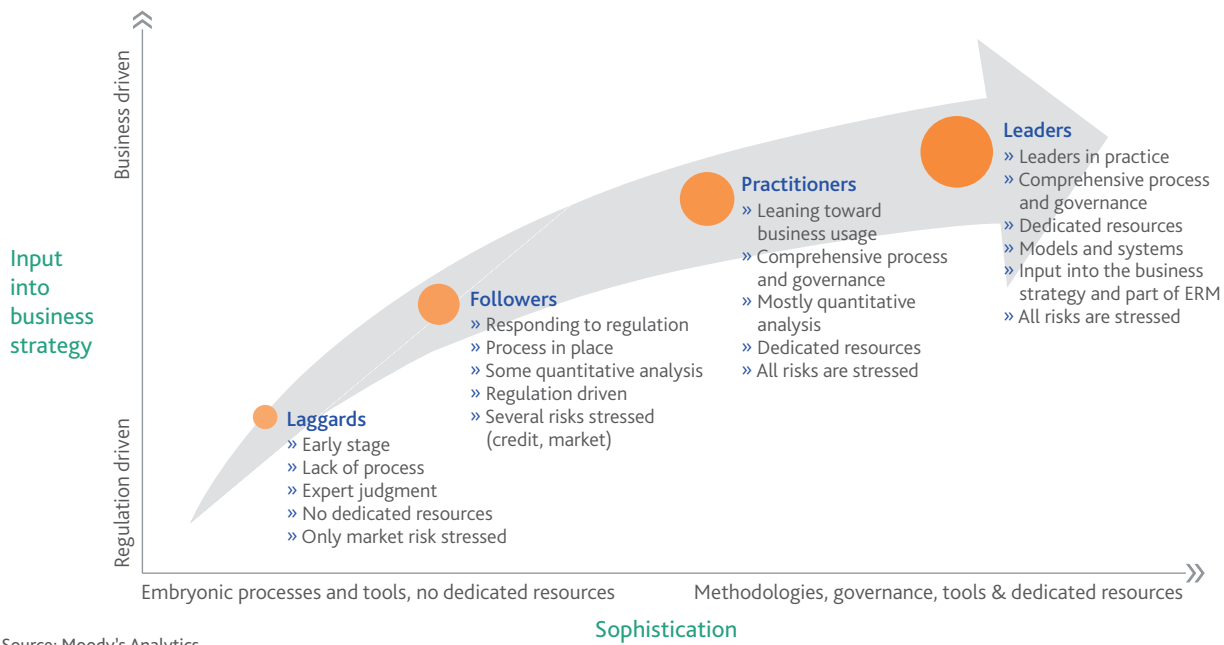 Business driven
Input
into
business
strategy
Regulation driven
Leaders
» Leaders in practice
» Comprehensive process
and governance
» Dedicated resources
» Models and systems
» Input into the business
strategy and part of ERM
» All risks are stressed
Practitioners
» Leaning toward
business usage
» Comprehensive process
and governance
» Mostly quantitative
analysis
» Dedicated resources
» All risks are stressed
Followers
» Responding to regulation
» Process in place
» Some quantitative analysis
» Regulation driven
» Several risks stressed
(credit, market)
Laggards
» Early stage
» Lack of process
» Expert judgment
» No dedicated resources
» Only market risk stressed
Embryonic processes and tools, no dedicated resources
Methodologies, governance, tools & dedicated resources
Sophistication
Source: Moody's Analytics